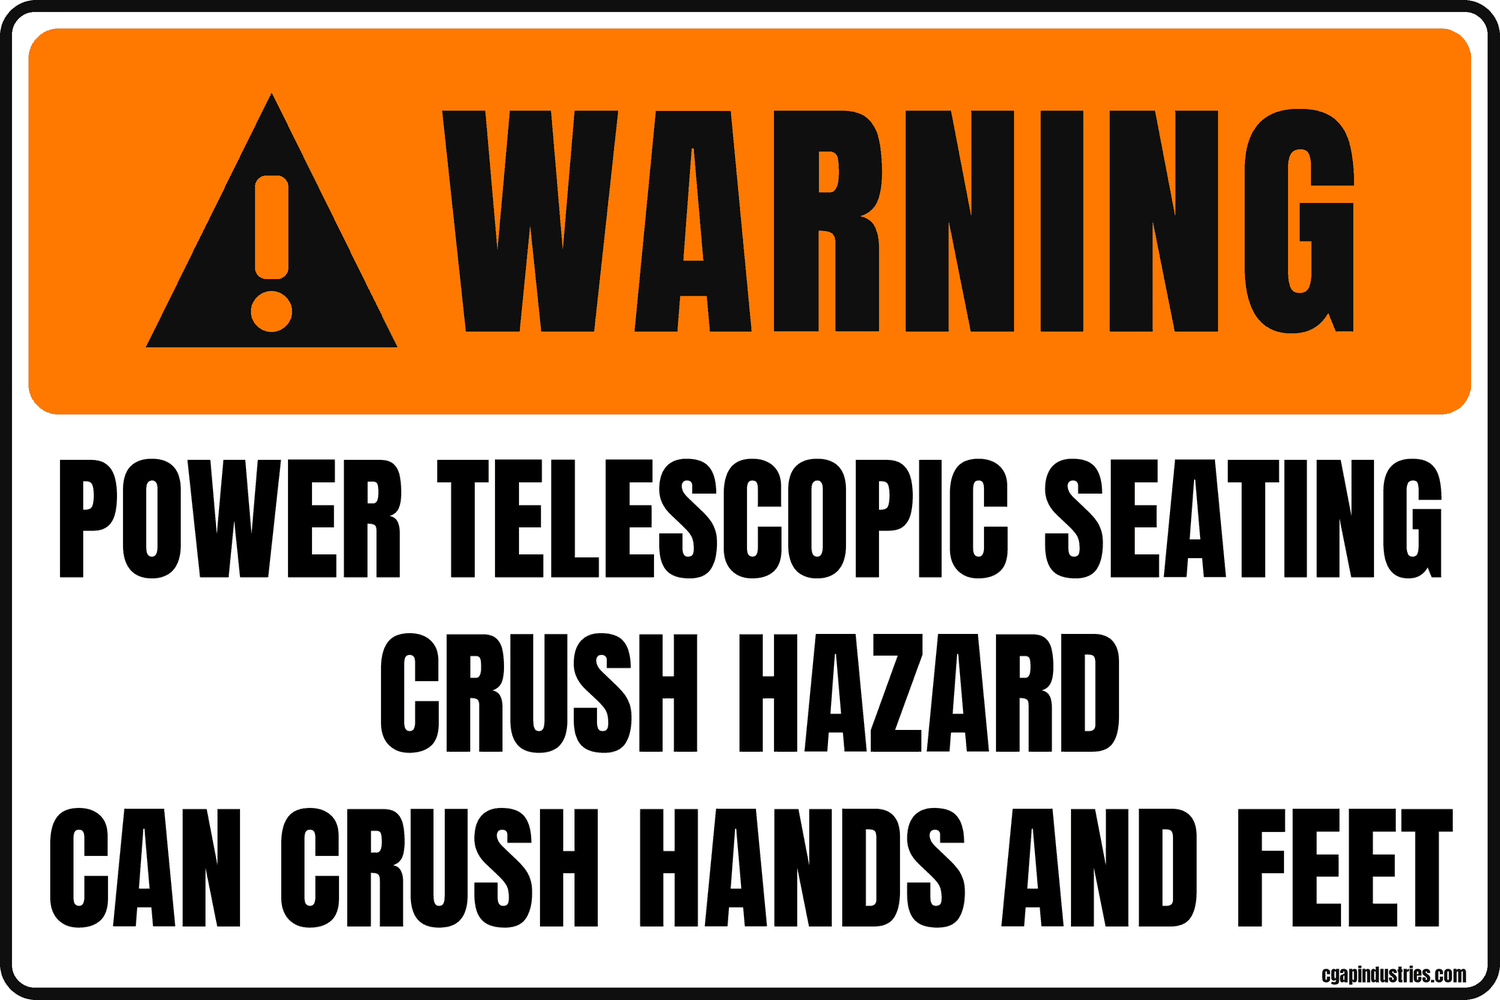 WARNING
POWER TELESCOPIC SEATING
CRUSH HAZARD
CAN CRUSH HANDS AND FEET
cgapindustries.com